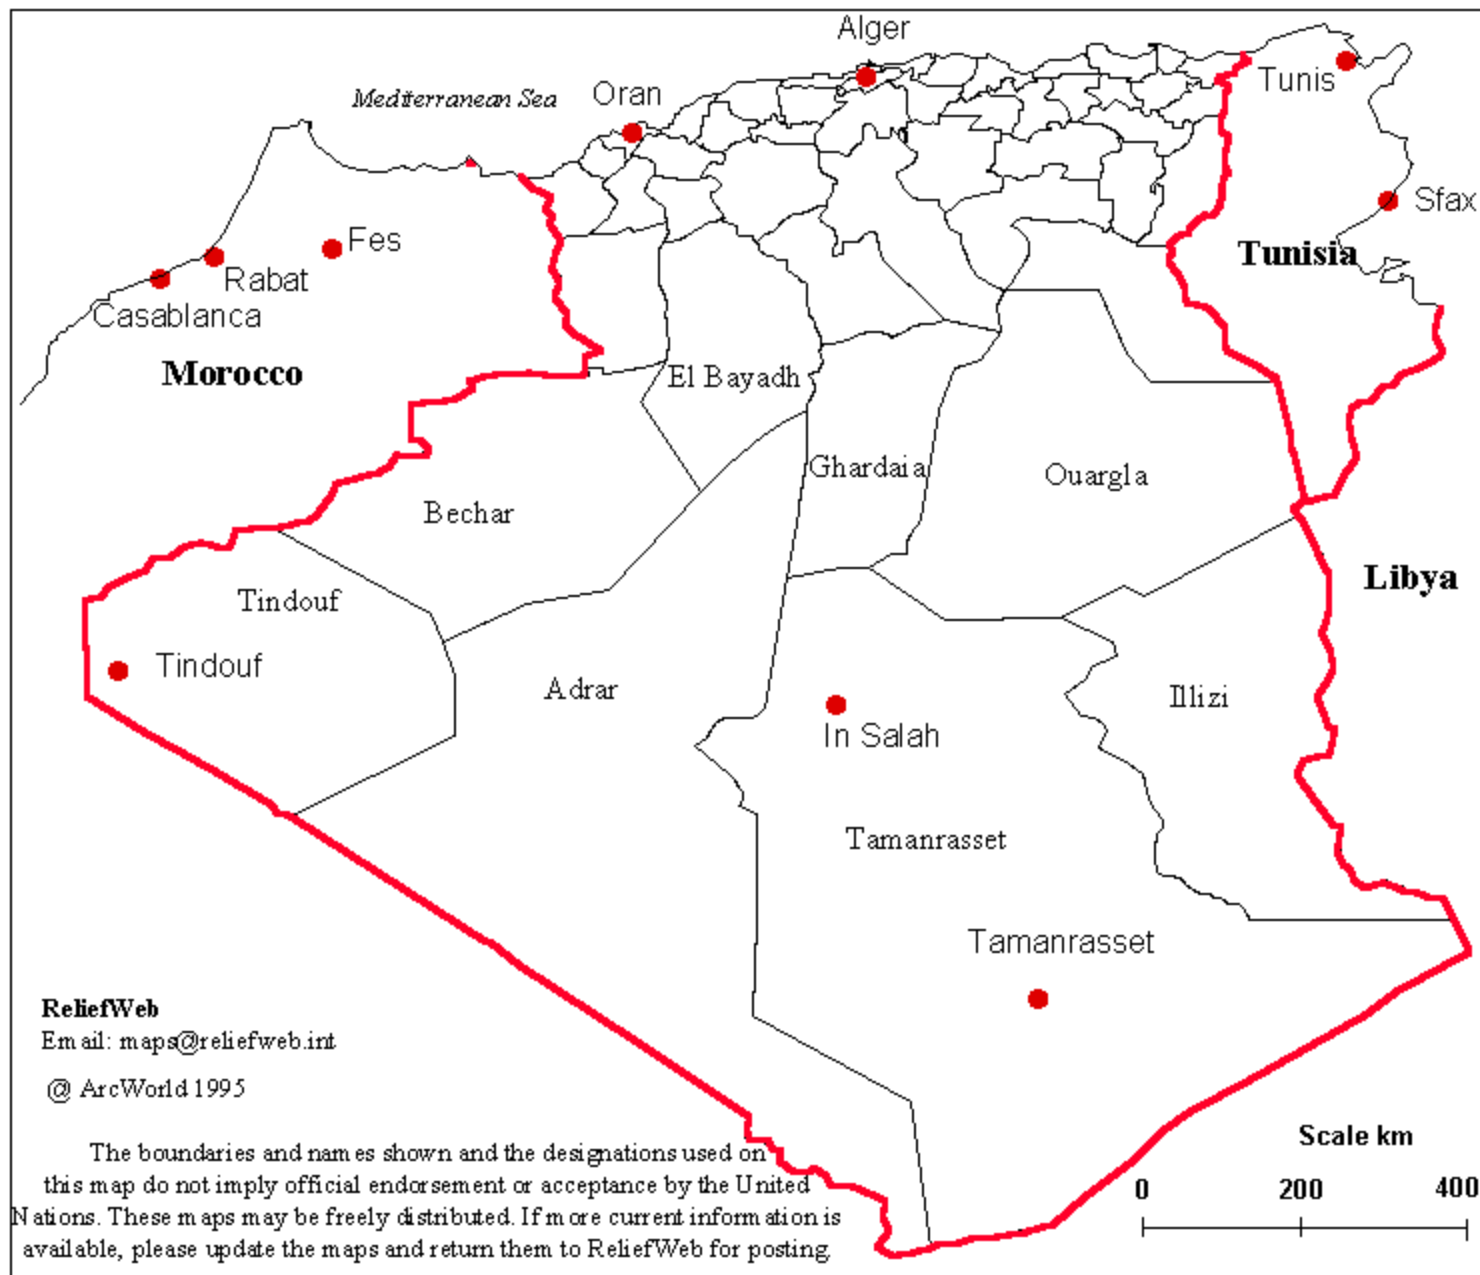 Alger
Mediterranean Sea
Oran
Tunis
Sfax
Fes
Tunisia
Rabat
Casablanca
Morocco
El Bayadh
Ghardaia
Ouargla
Bechar
Libya
Tindouf
Tindouf
Adrar
Illizi
In Salah
Tamanrasset
Tamanrasset
ReliefWeb
Email: maps@reliefweb.int
@ ArcWorld 1995
The boundaries and names shown and the designations used on
this map do not imply official endorsement or acceptance by the United
Nations. These maps may be freely distributed. If more current information is
available, please update the maps and return them to ReliefWeb for posting.
Scale km
0 200 400